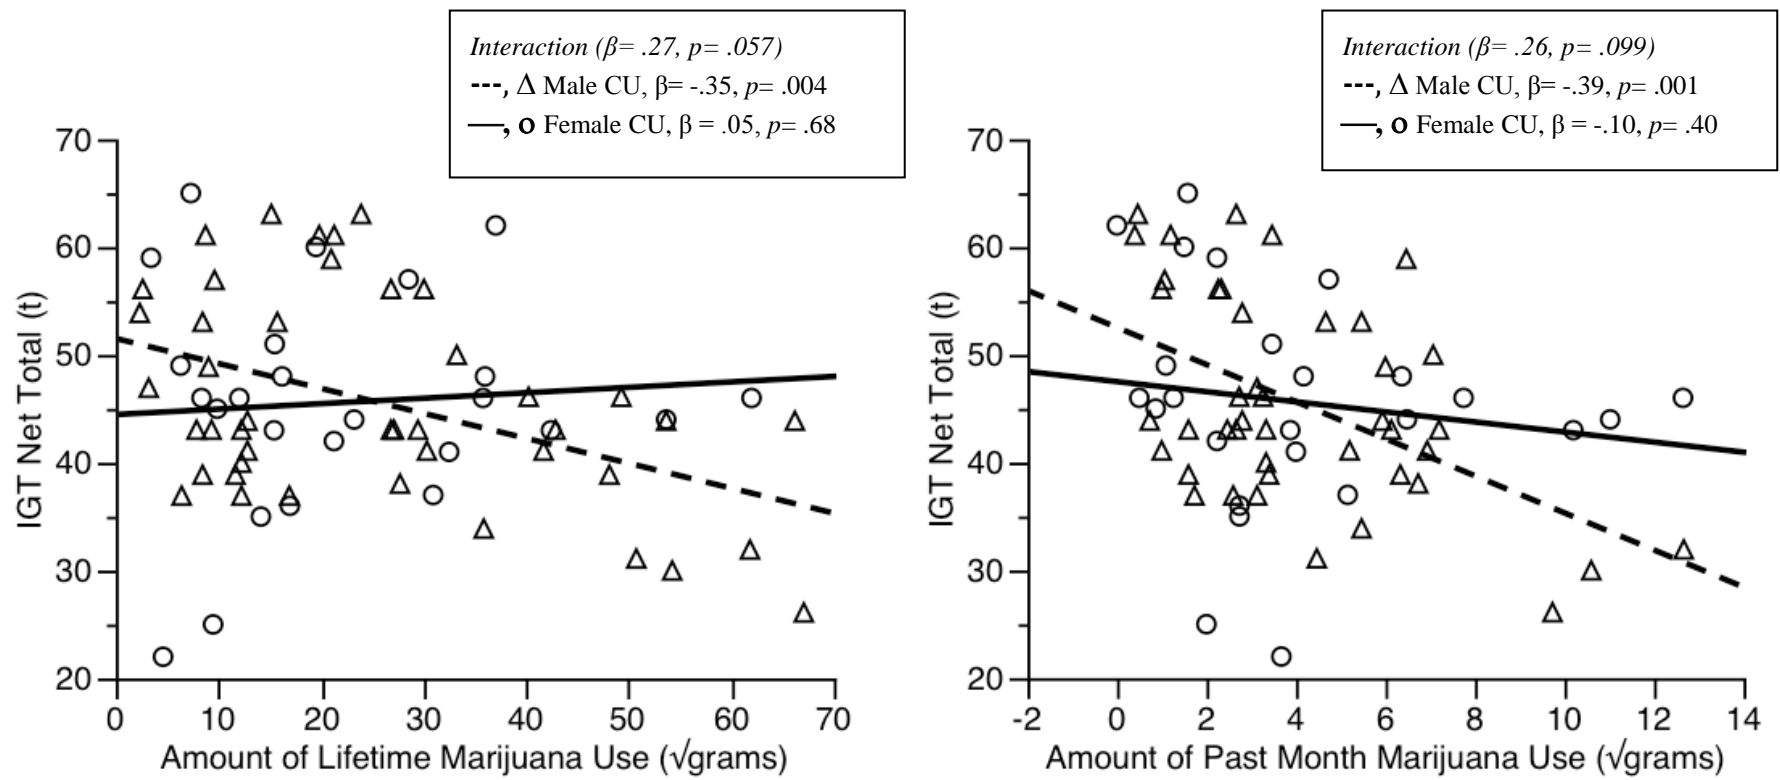 Interaction (β= .27, p= .057)
---, Δ Male CU, β= -.35, p= .004
—, o Female CU, β = .05, p= .68
70
60
50
40
30
20
IGT Net Total (t)
0 10 20 30 40 50 60 70
Amount of Lifetime Marijuana Use (√grams)
Interaction (β= .26, p= .099)
---, Δ Male CU, β= -.39, p= .001
—, o Female CU, β = -.10, p= .40
70
60
50
40
30
20
IGT Net Total (t)
-2 0 2 4 6 8 10 12 14
Amount of Past Month Marijuana Use (√grams)